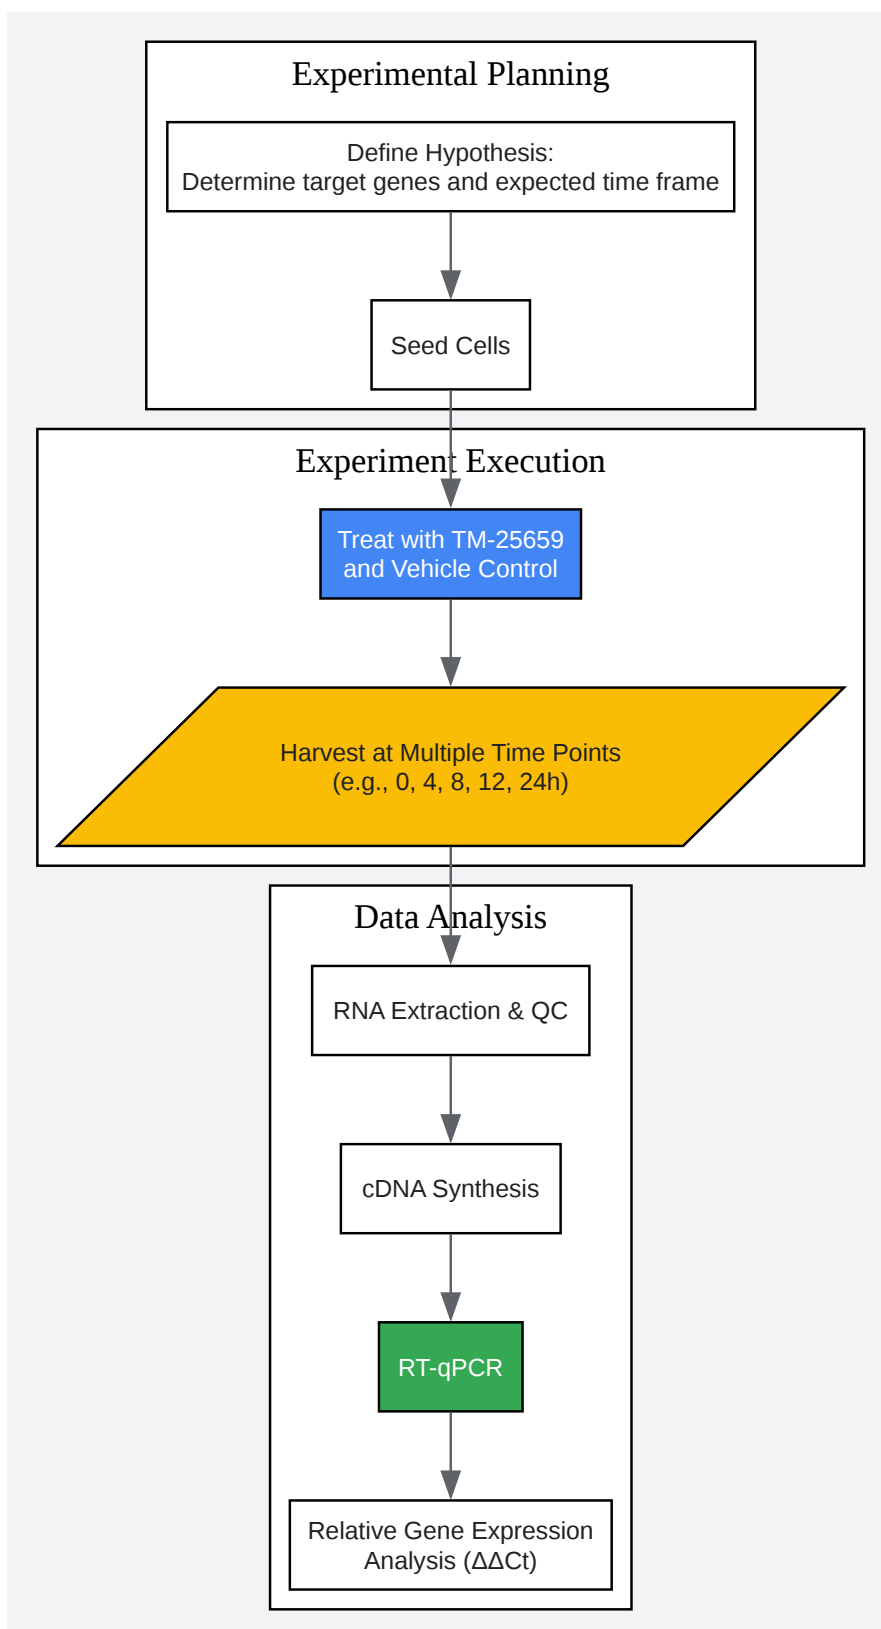 Experimental Planning
Define Hypothesis:
Determine target genes and expected time frame
Seed Cells
Experiment Execution
Treat with TM-25659
and Vehicle Control
Harvest at Multiple Time Points
(e.g., 0, 4, 8, 12, 24h)
Data Analysis
RNA Extraction & QC
cDNA Synthesis
RT-qPCR
Relative Gene Expression
Analysis (ΔΔCt)